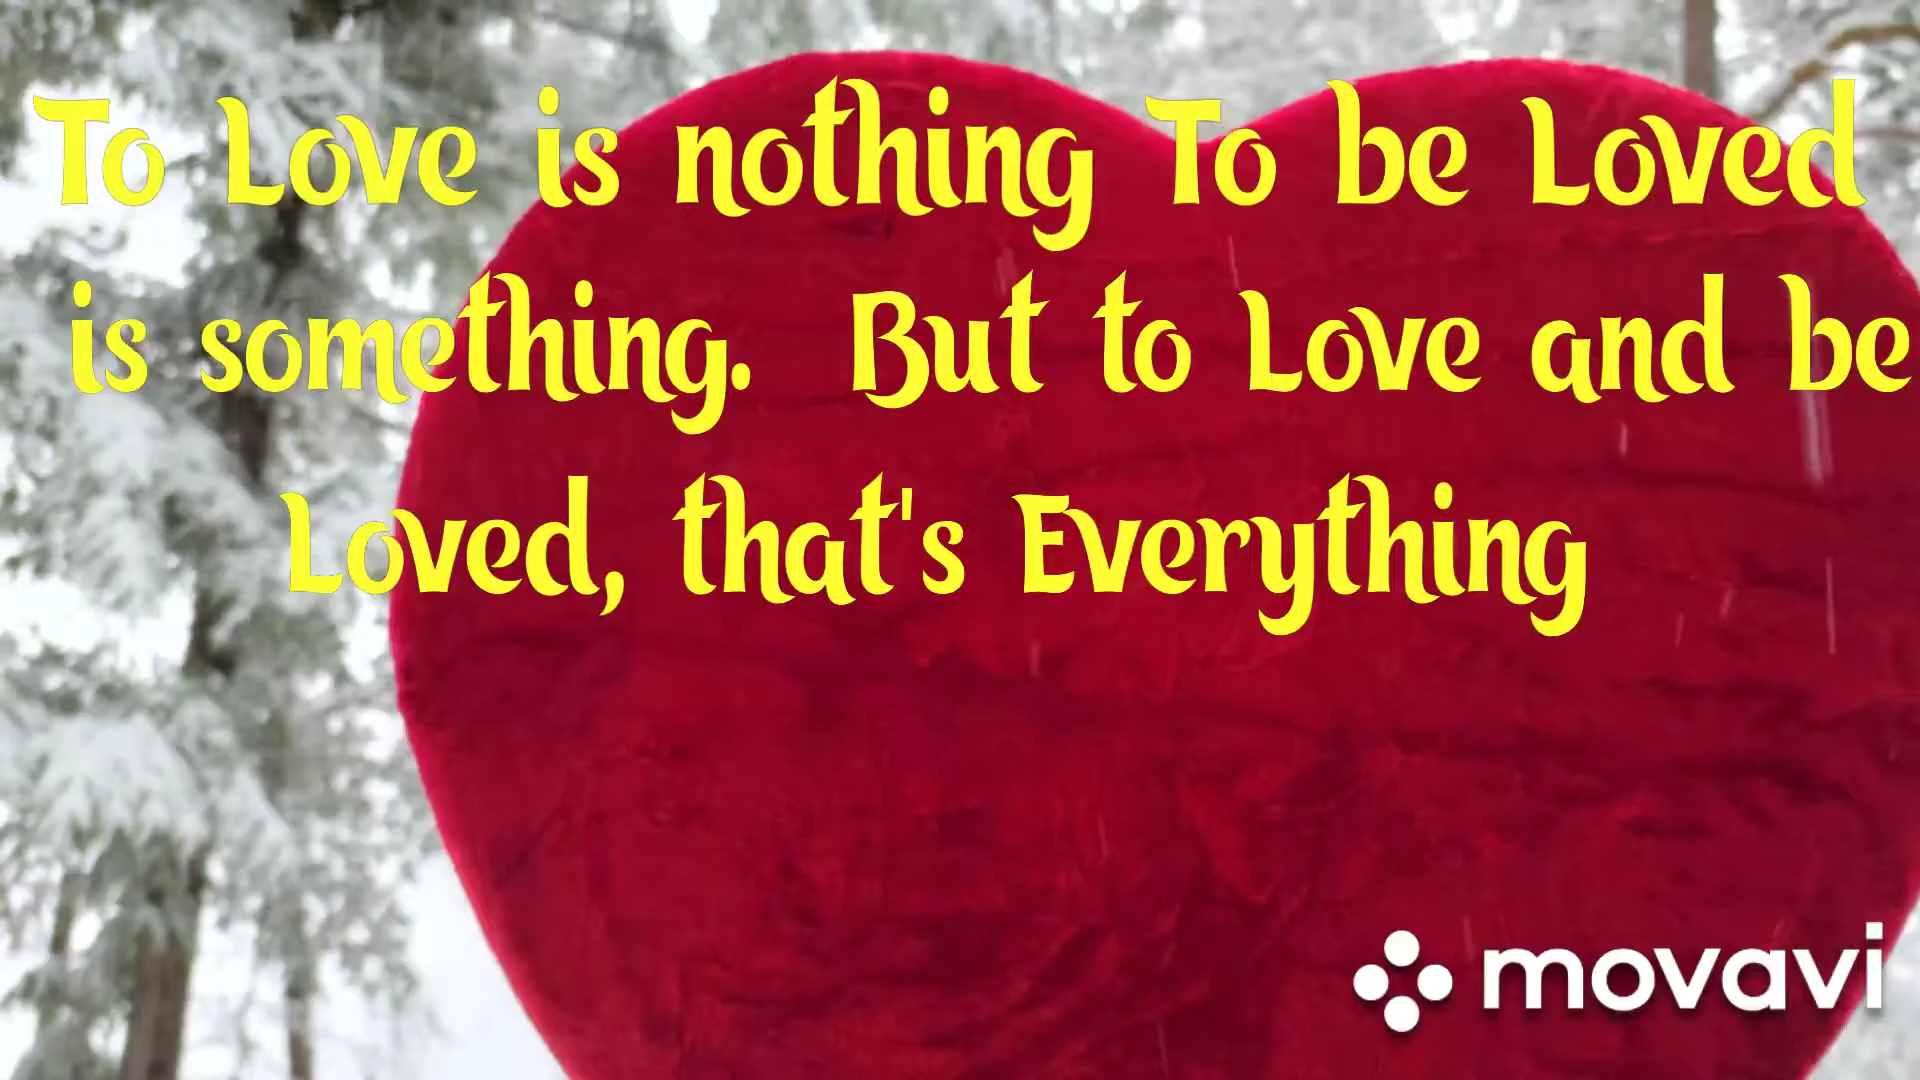 To Love is nothing To be Loved
is something. But to Love and be
Loved, that's Everything
movavi